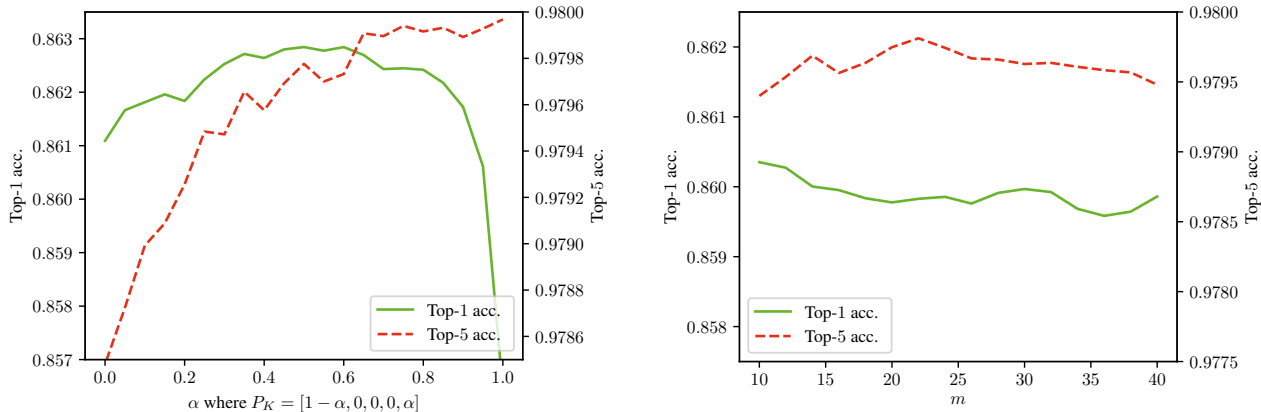 Top-1 acc.
0.863
0.862
0.861
0.860
0.859
0.858
0.857
0.0 0.2 0.4 0.6 0.8 1.0
α where P_K = [1 − α, 0, 0, 0, α]
0.9800
0.9798
0.9796
0.9794
0.9792
0.9790
0.9788
0.9786
Top-5 acc.
Top-1 acc.
Top-5 acc.
Top-1 acc.
0.862
0.861
0.860
0.859
0.858
10 15 20 25 30 35 40
m
0.9800
0.9795
0.9790
0.9785
0.9780
0.9775
Top-5 acc.
Top-1 acc.
Top-5 acc.